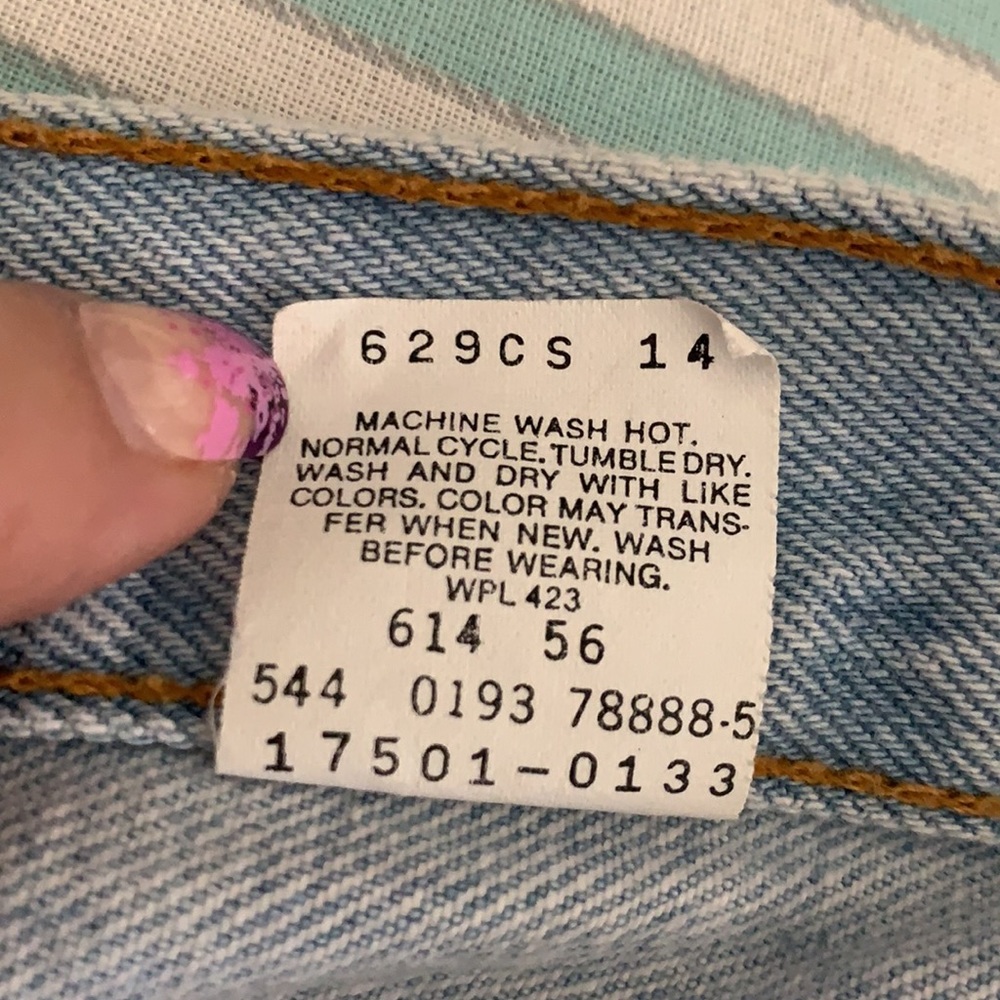 629CS 14
MACHINE WASH HOT.
NORMAL CYCLE. TUMBLE DRY.
WASH AND DRY WITH LIKE
COLORS. COLOR MAY TRANS-
FER WHEN NEW. WASH
BEFORE WEARING.
WPL 423
614 56
544 0193 78888-5
17501-0133